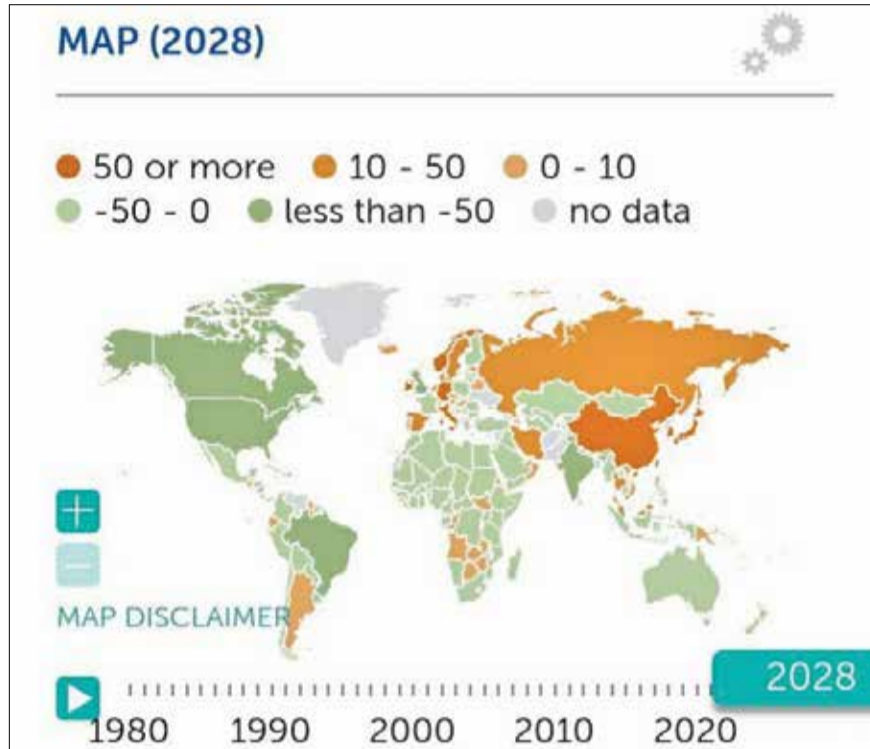 MAP (2028)
50 or more 10 - 50 0 - 10
-50 - 0 less than -50 no data
MAP DISCLAIMER
2028
1980 1990 2000 2010 2020